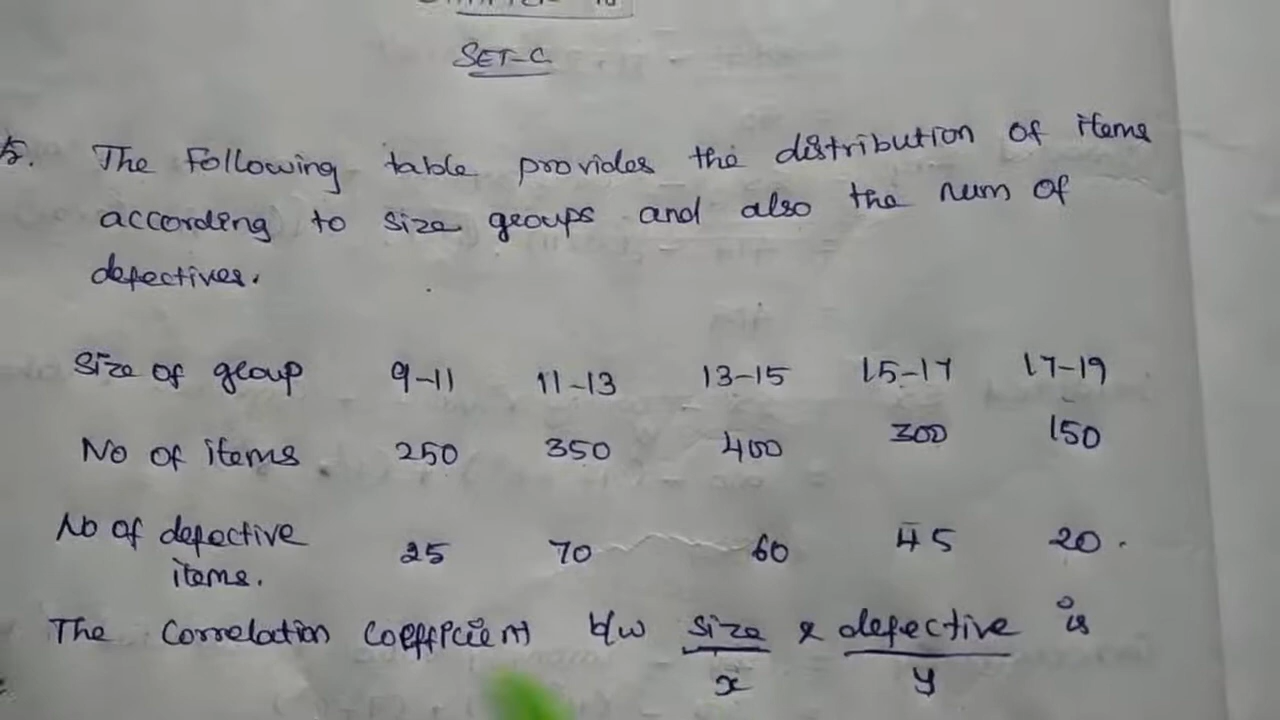 SET-C
5. The Following table provides the distribution of items
according to size groups and also the num of
defectives.
Size of group 9-11 11-13 13-15 15-17 17-19
No of items 250 350 400 300 150
No of defective 25 70 60 45 20.
items.
The Correlation Coefficient b/w size & defective is
x y